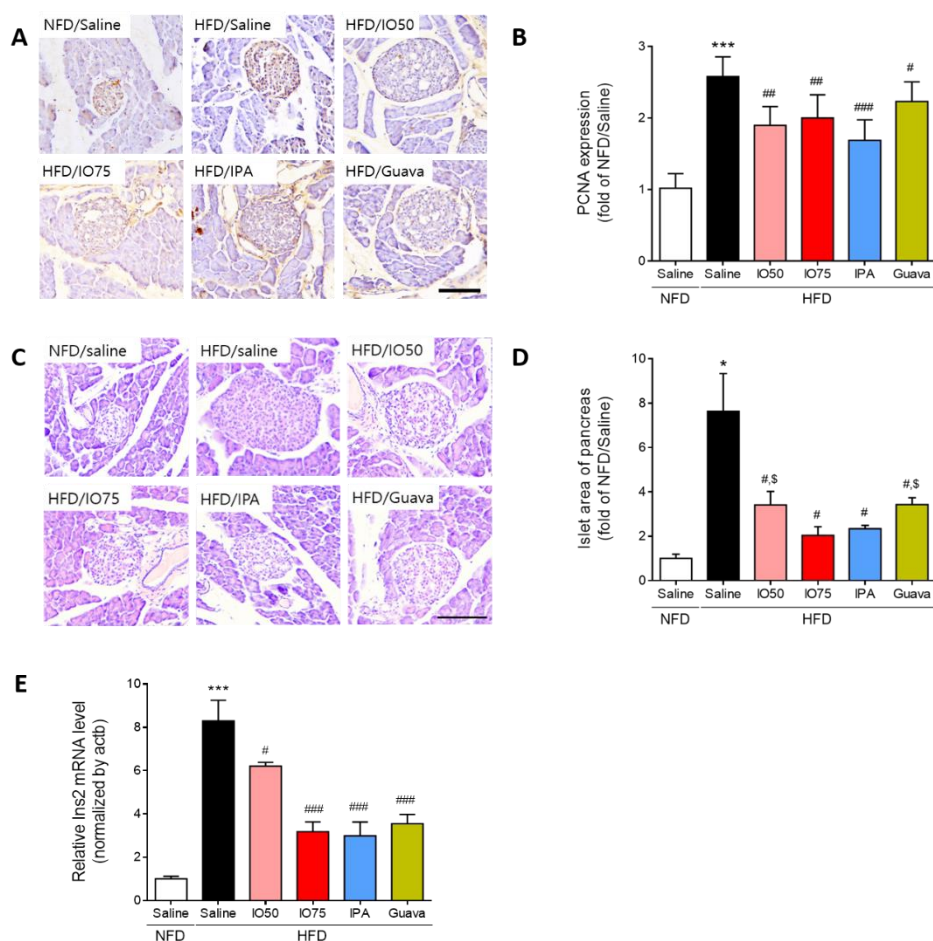 A
NFD/Saline
HFD/Saline
HFD/IO50
HFD/IO75
HFD/IPA
HFD/Guava
B
PCNA expression
(fold of NFD/Saline)
3
2
1
0
***
##
##
###
#
Saline
Saline
IO50
IO75
IPA
Guava
NFD
HFD
C
NFD/saline
HFD/saline
HFD/IO50
HFD/IO75
HFD/IPA
HFD/Guava
D
Islet area of pancreas
(fold of NFD/Saline)
10
8
6
4
2
0
*
#,$
#
#
#,$
Saline
Saline
IO50
IO75
IPA
Guava
NFD
HFD
E
Relative Ins2 mRNA level
(normalized by actb)
10
8
6
4
2
0
***
#
###
###
###
Saline
Saline
IO50
IO75
IPA
Guava
NFD
HFD